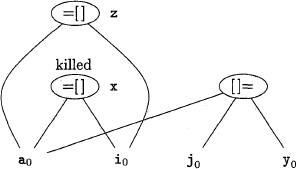 =[] z
killed
=[] x
[]=
a₀ i₀ j₀ y₀